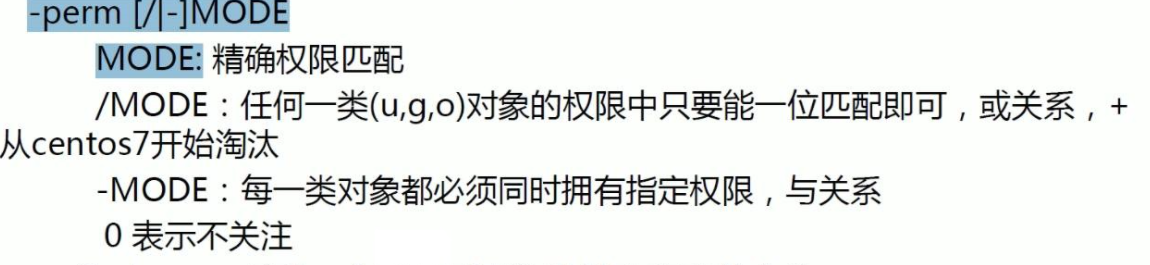 -perm [/|-]MODE
MODE: 精确权限匹配
/MODE：任何一类(u,g,o)对象的权限中只要能一位匹配即可，或关系，+
从centos7开始淘汰
-MODE：每一类对象都必须同时拥有指定权限，与关系
0 表示不关注